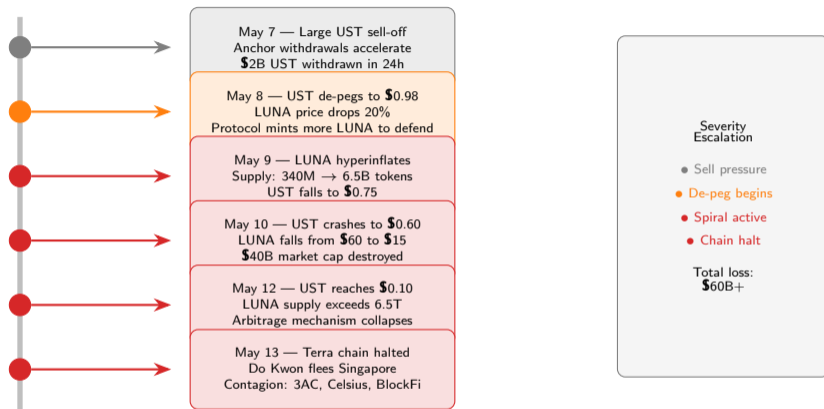 May 7 — Large UST sell-off
Anchor withdrawals accelerate
$2B UST withdrawn in 24h
May 8 — UST de-pegs to $0.98
LUNA price drops 20%
Protocol mints more LUNA to defend
May 9 — LUNA hyperinflates
Supply: 340M → 6.5B tokens
UST falls to $0.75
May 10 — UST crashes to $0.60
LUNA falls from $60 to $15
$40B market cap destroyed
May 12 — UST reaches $0.10
LUNA supply exceeds 6.5T
Arbitrage mechanism collapses
May 13 — Terra chain halted
Do Kwon flees Singapore
Contagion: 3AC, Celsius, BlockFi
Severity
Escalation
• Sell pressure
• De-peg begins
• Spiral active
• Chain halt
Total loss:
$60B+